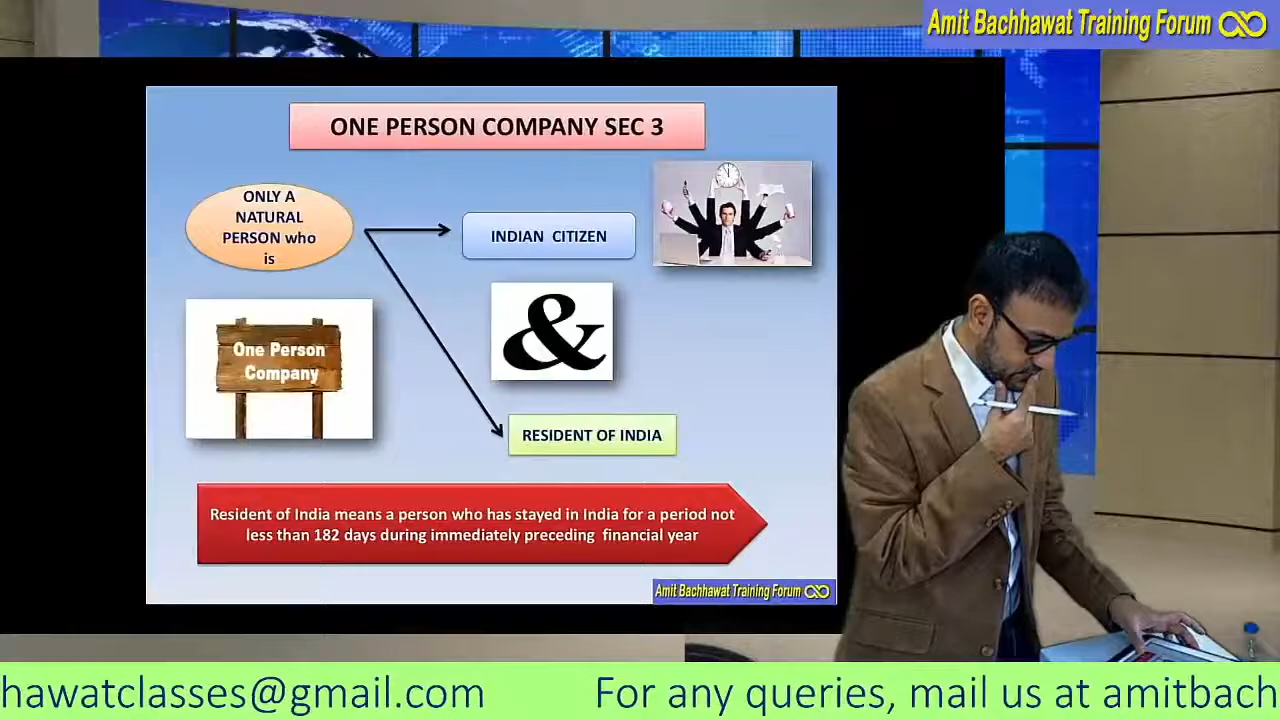 Amit Bachhawat Training Forum
ONE PERSON COMPANY SEC 3
ONLY A
NATURAL
PERSON who
is
INDIAN CITIZEN
&
One Person
Company
RESIDENT OF INDIA
Resident of India means a person who has stayed in India for a period not
less than 182 days during immediately preceding financial year
Amit Bachhawat Training Forum
hawatclasses@gmail.com For any queries, mail us at amitbach